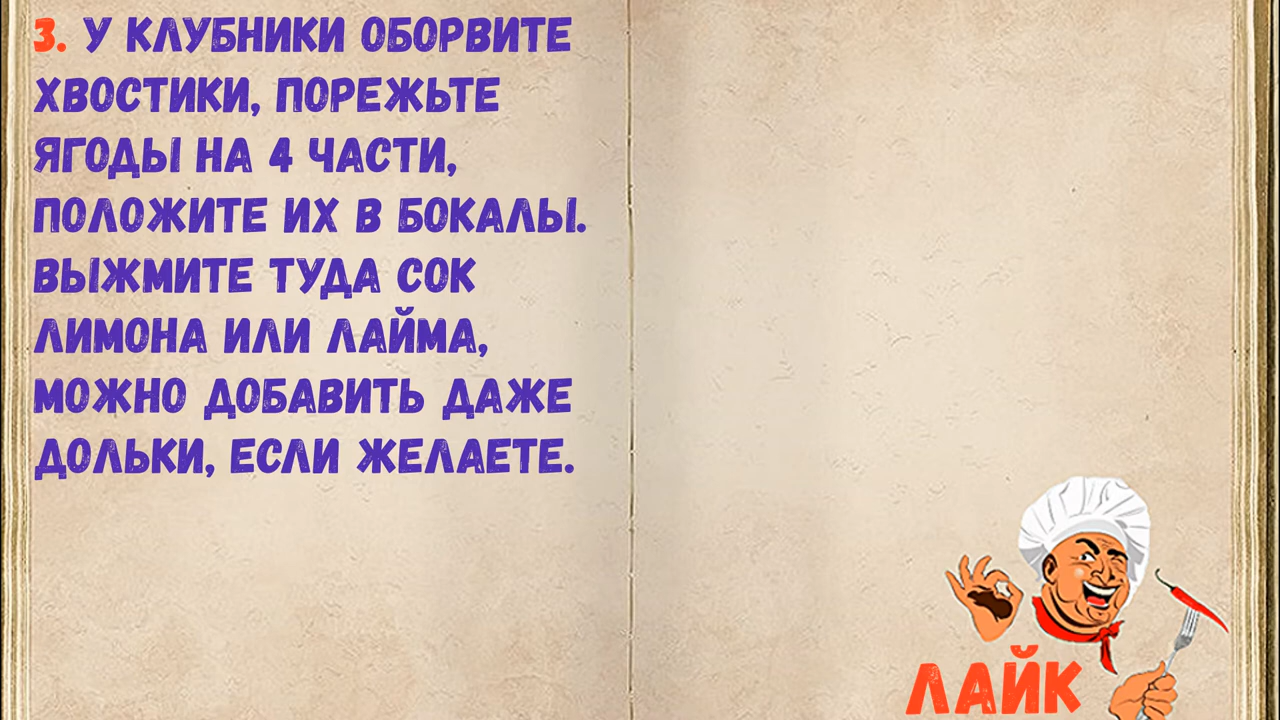 3. У КЛУБНИКИ ОБОРВИТЕ
ХВОСТИКИ, ПОРЕЖЬТЕ
ЯГОДЫ НА 4 ЧАСТИ,
ПОЛОЖИТЕ ИХ В БОКАЛЫ.
ВЫЖМИТЕ ТУДА СОК
ЛИМОНА ИЛИ ЛАЙМА,
МОЖНО ДОБАВИТЬ ДАЖЕ
ДОЛЬКИ, ЕСЛИ ЖЕЛАЕТЕ.
ЛАЙК